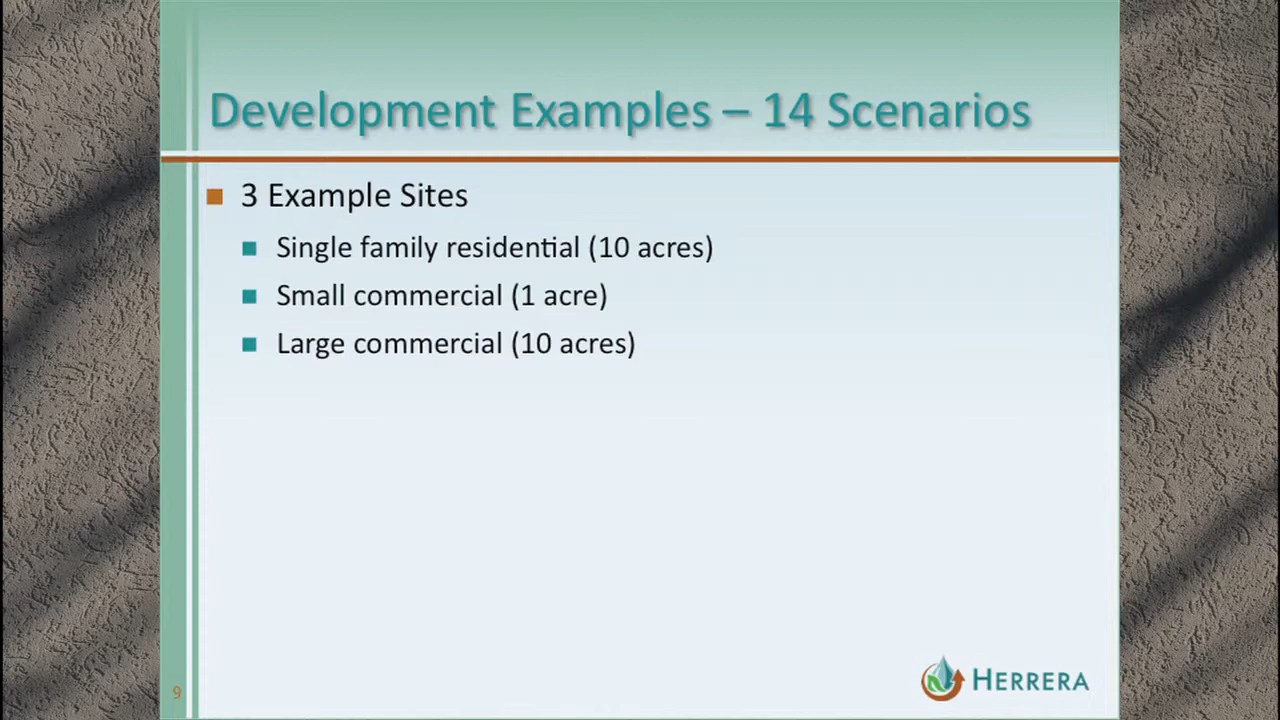 Development Examples – 14 Scenarios
3 Example Sites
Single family residential (10 acres)
Small commercial (1 acre)
Large commercial (10 acres)
9
HERRERA